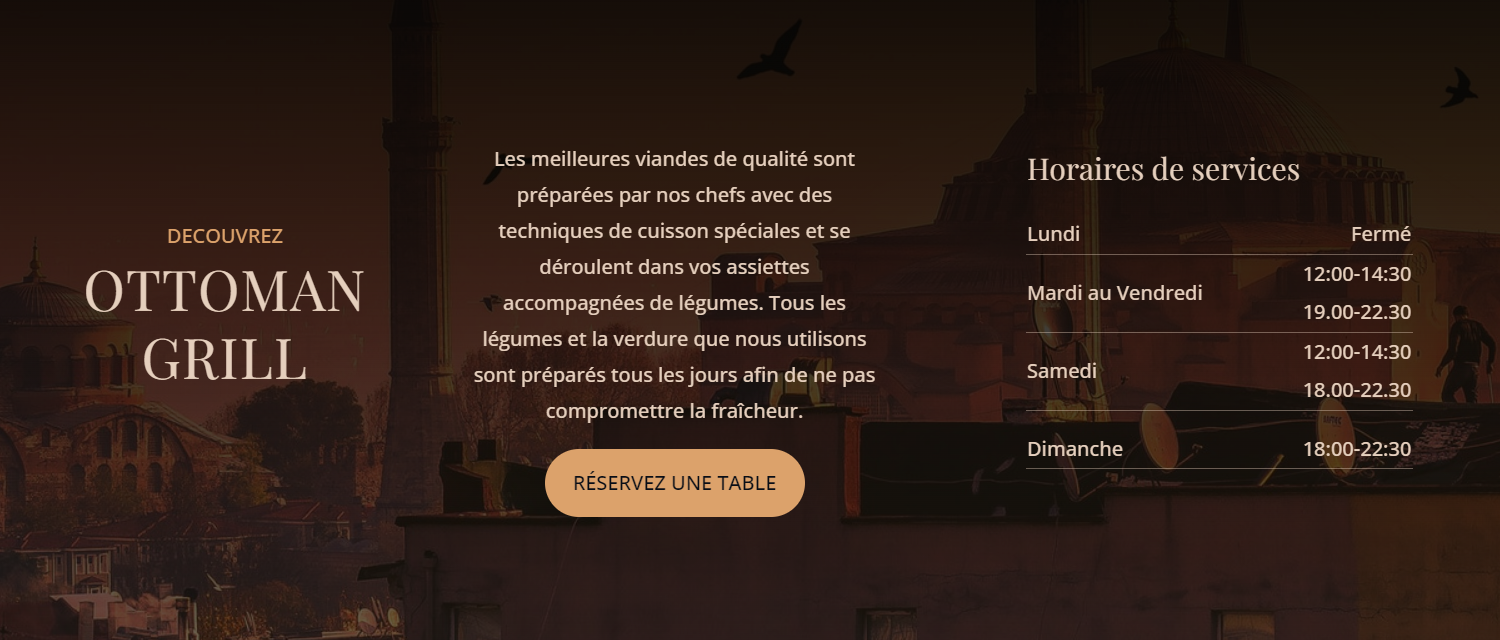 DECOUVREZ
OTTOMAN
GRILL
Les meilleures viandes de qualité sont
préparées par nos chefs avec des
techniques de cuisson spéciales et se
déroulent dans vos assiettes
accompagnées de légumes. Tous les
légumes et la verdure que nous utilisons
sont préparés tous les jours afin de ne pas
compromettre la fraîcheur.
RÉSERVEZ UNE TABLE
Horaires de services
Lundi Fermé
Mardi au Vendredi 12:00-14:30
19.00-22.30
Samedi 12:00-14:30
18.00-22.30
Dimanche 18:00-22:30